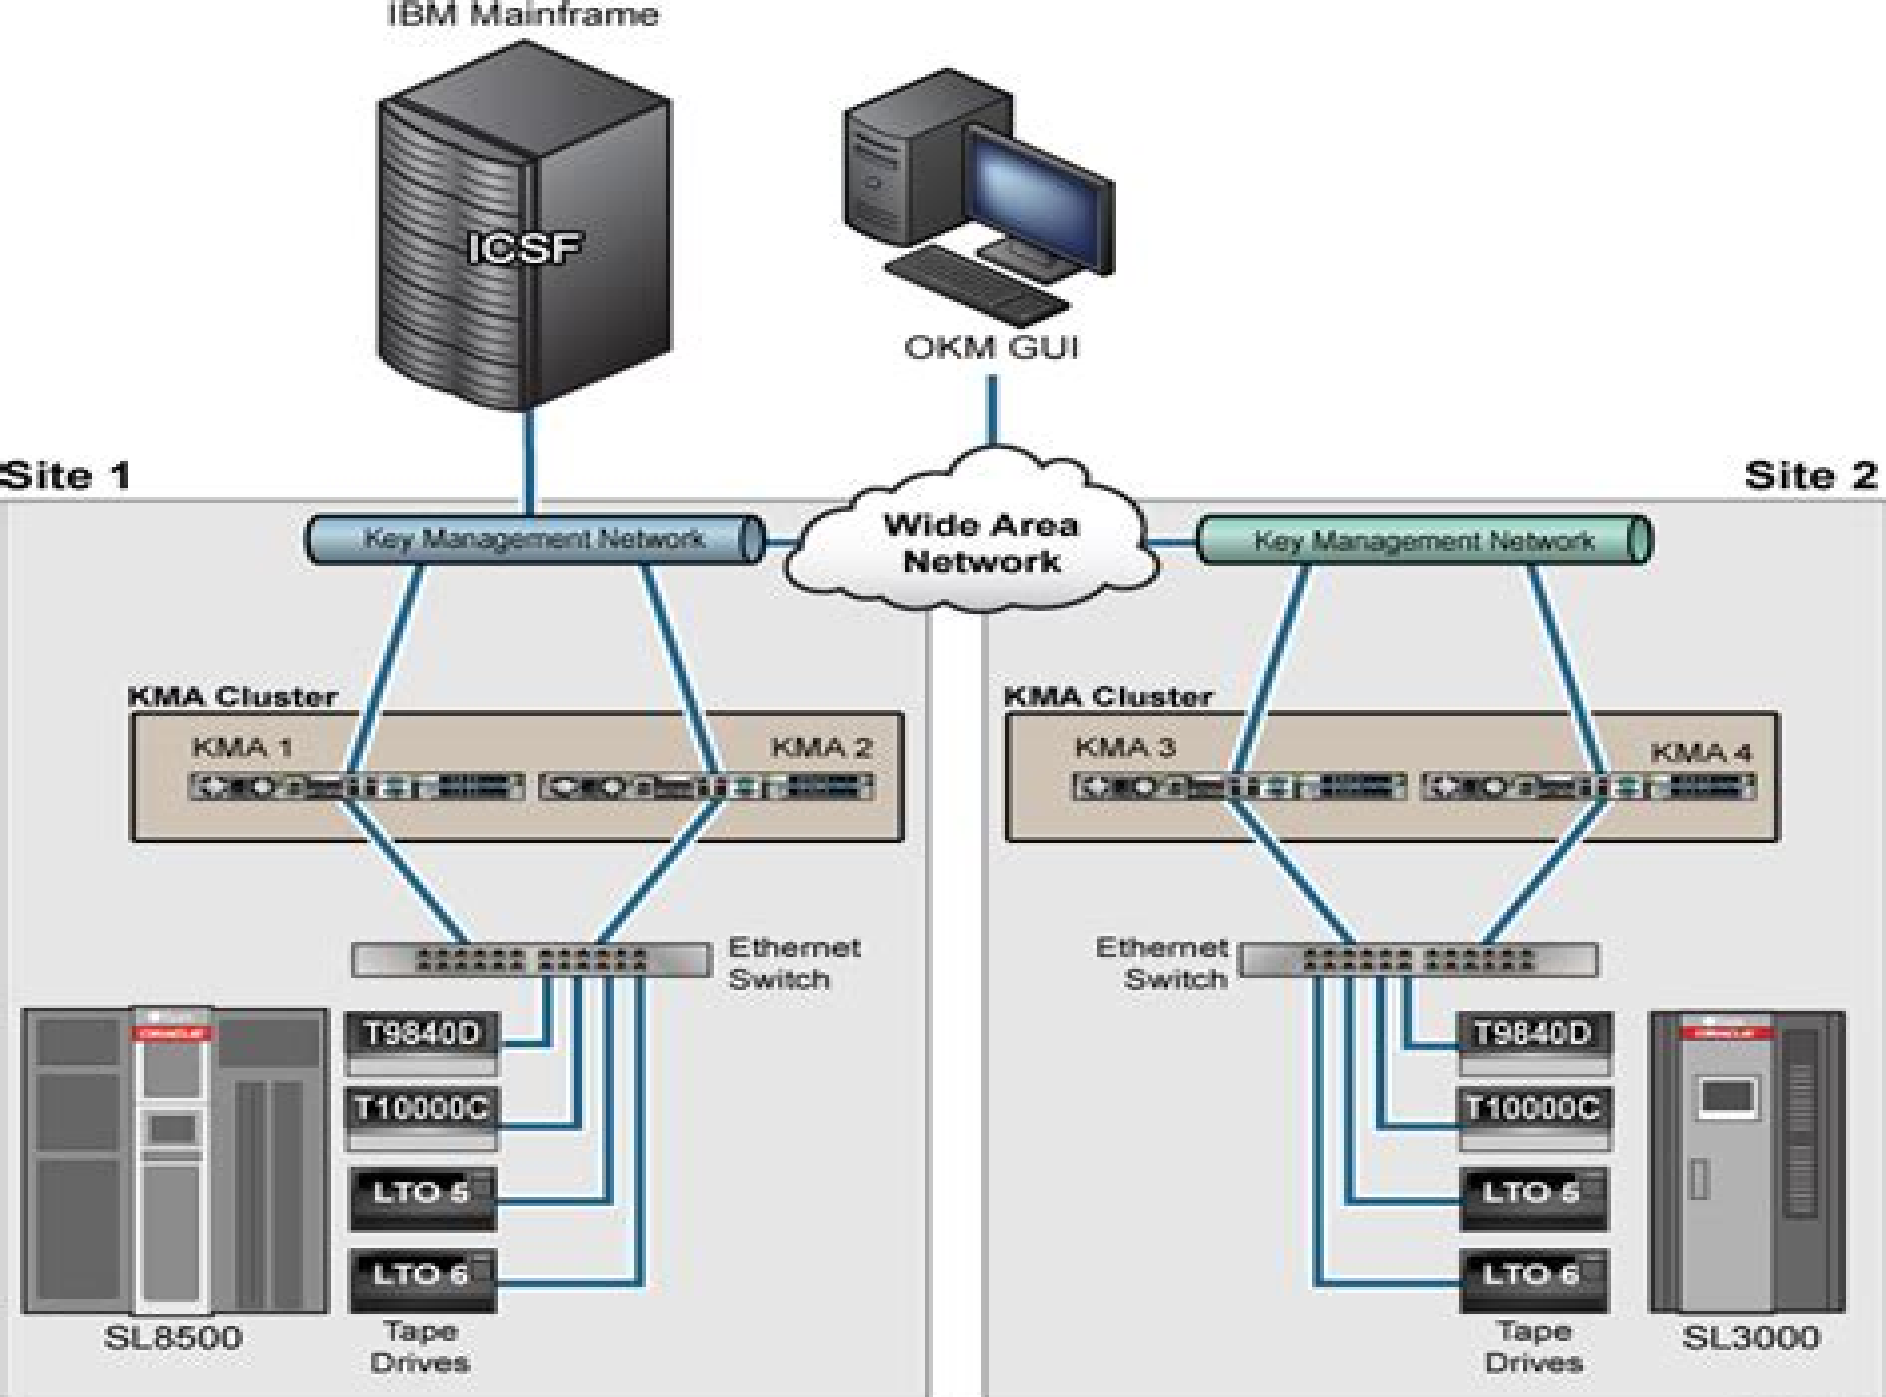 IBM Mainframe
ICSF
OKM GUI
Site 1
Site 2
Key Management Network
Wide Area
Network
Key Management Network
KMA Cluster
KMA 1
KMA 2
KMA Cluster
KMA 3
KMA 4
Ethernet
Switch
Ethernet
Switch
ORACLE
T9840D
T10000C
LTO 5
LTO 6
SL8500
Tape
Drives
T9840D
T10000C
LTO 5
LTO 6
Tape
Drives
ORACLE
SL3000